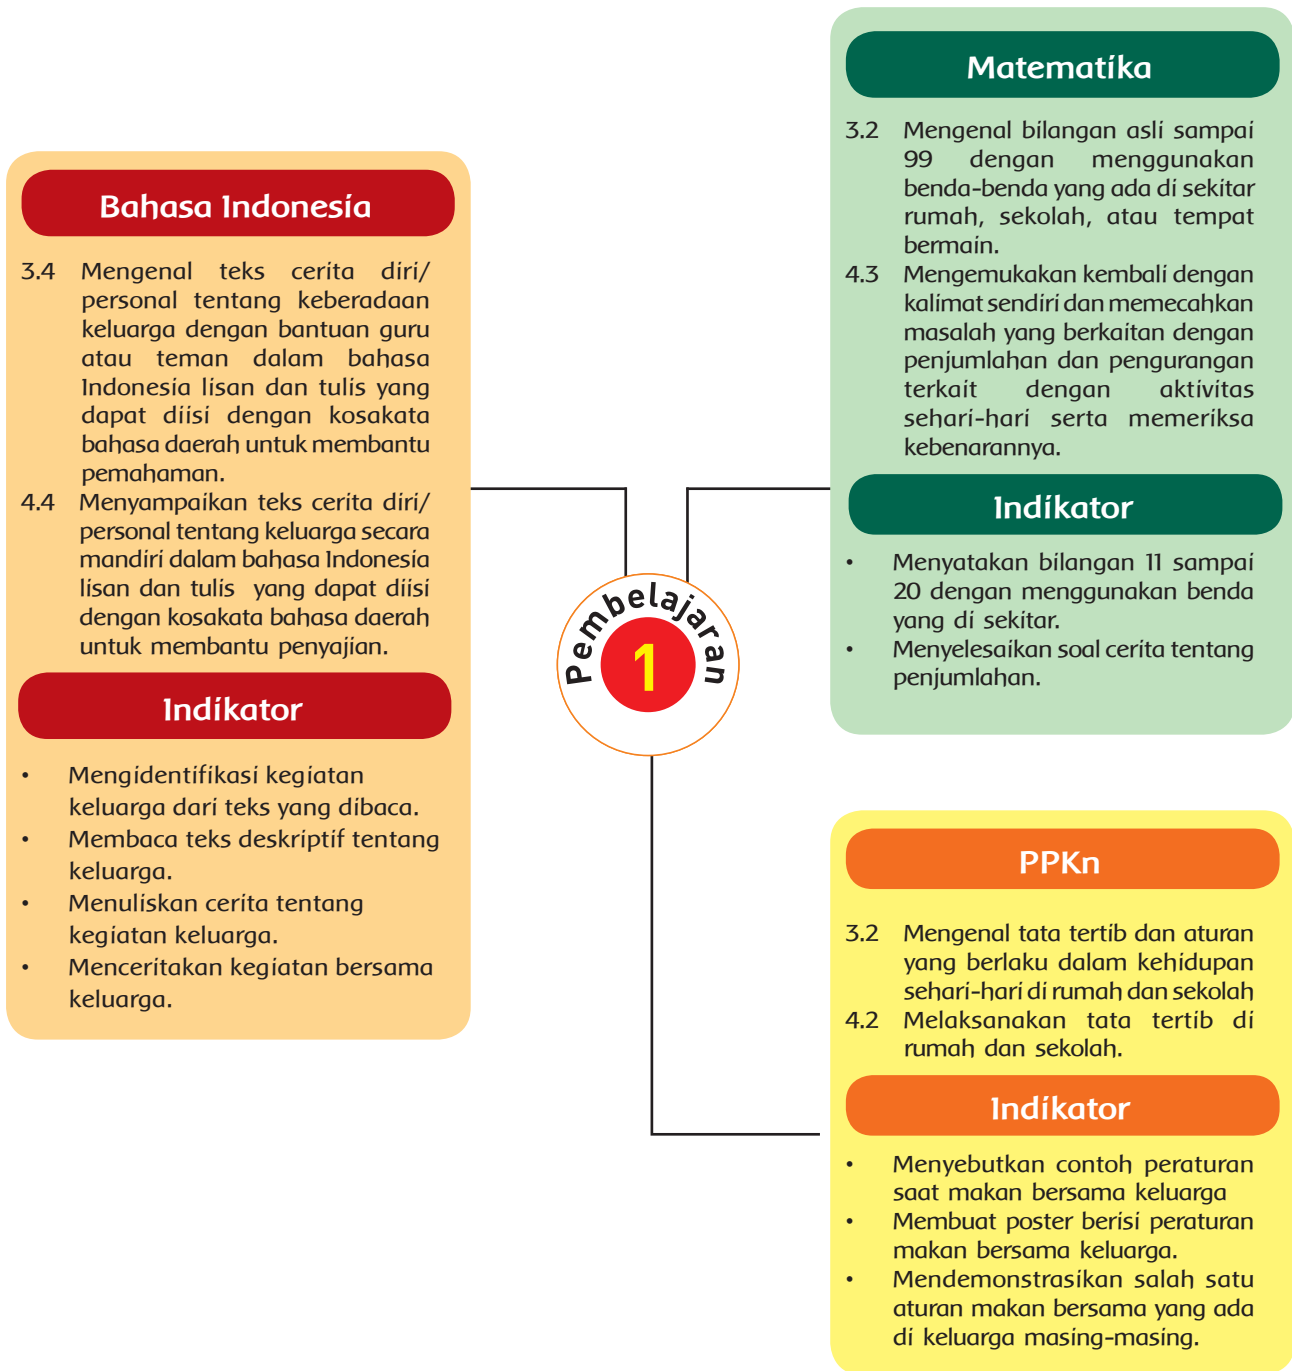 Bahasa Indonesia
3.4 Mengenal teks cerita diri/
personal tentang keberadaan
keluarga dengan bantuan guru
atau teman dalam bahasa
Indonesia lisan dan tulis yang
dapat diisi dengan kosakata
bahasa daerah untuk membantu
pemahaman.
4.4 Menyampaikan teks cerita diri/
personal tentang keluarga secara
mandiri dalam bahasa Indonesia
lisan dan tulis yang dapat diisi
dengan kosakata bahasa daerah
untuk membantu penyajian.
Indikator
• Mengidentifikasi kegiatan
keluarga dari teks yang dibaca.
• Membaca teks deskriptif tentang
keluarga.
• Menuliskan cerita tentang
kegiatan keluarga.
• Menceritakan kegiatan bersama
keluarga.
Pembelajaran
1
Matematika
3.2 Mengenal bilangan asli sampai
99 dengan menggunakan
benda-benda yang ada di sekitar
rumah, sekolah, atau tempat
bermain.
4.3 Mengemukakan kembali dengan
kalimat sendiri dan memecahkan
masalah yang berkaitan dengan
penjumlahan dan pengurangan
terkait dengan aktivitas
sehari-hari serta memeriksa
kebenarannya.
Indikator
• Menyatakan bilangan 11 sampai
20 dengan menggunakan benda
yang di sekitar.
• Menyelesaikan soal cerita tentang
penjumlahan.
PPKn
3.2 Mengenal tata tertib dan aturan
yang berlaku dalam kehidupan
sehari-hari di rumah dan sekolah
4.2 Melaksanakan tata tertib di
rumah dan sekolah.
Indikator
• Menyebutkan contoh peraturan
saat makan bersama keluarga
• Membuat poster berisi peraturan
makan bersama keluarga.
• Mendemonstrasikan salah satu
aturan makan bersama yang ada
di keluarga masing-masing.